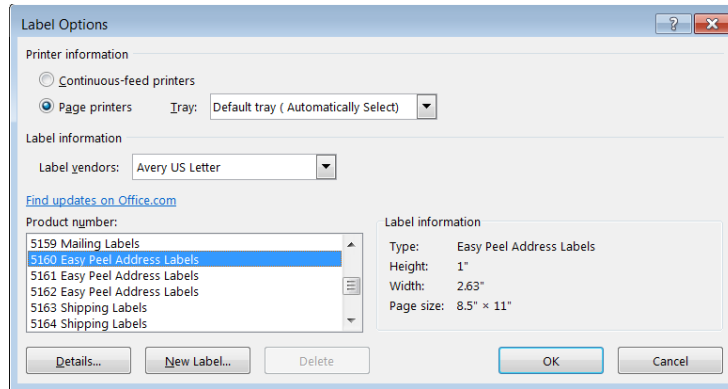 Label Options
Printer information
Continuous-feed printers
Page printers Tray: Default tray ( Automatically Select)
Label information
Label vendors: Avery US Letter
Find updates on Office.com
Product number:
5159 Mailing Labels
5160 Easy Peel Address Labels
5161 Easy Peel Address Labels
5162 Easy Peel Address Labels
5163 Shipping Labels
5164 Shipping Labels
Label information
Type: Easy Peel Address Labels
Height: 1"
Width: 2.63"
Page size: 8.5" × 11"
Details... New Label... Delete OK Cancel